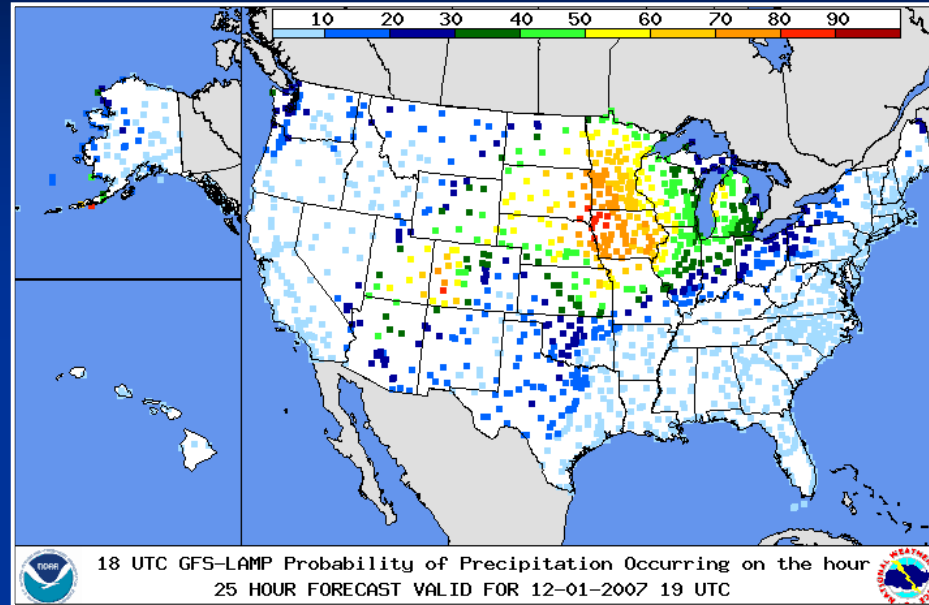 10 20 30 40 50 60 70 80 90
NOAA
18 UTC GFS-LAMP Probability of Precipitation Occurring on the hour
25 HOUR FORECAST VALID FOR 12-01-2007 19 UTC